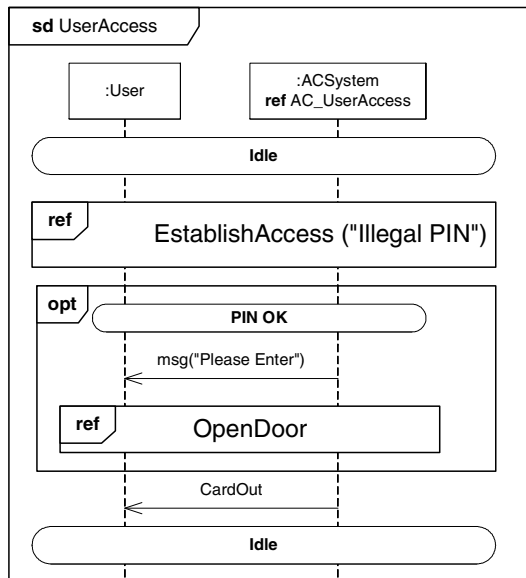 sd UserAccess
:User
:ACSystem
ref AC_UserAccess
Idle
ref
EstablishAccess ("Illegal PIN")
opt
PIN OK
msg("Please Enter")
ref
OpenDoor
CardOut
Idle